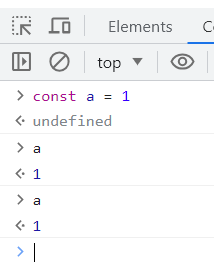 Elements C
top
> const a = 1
<· undefined
> a
<· 1
> a
<· 1
>